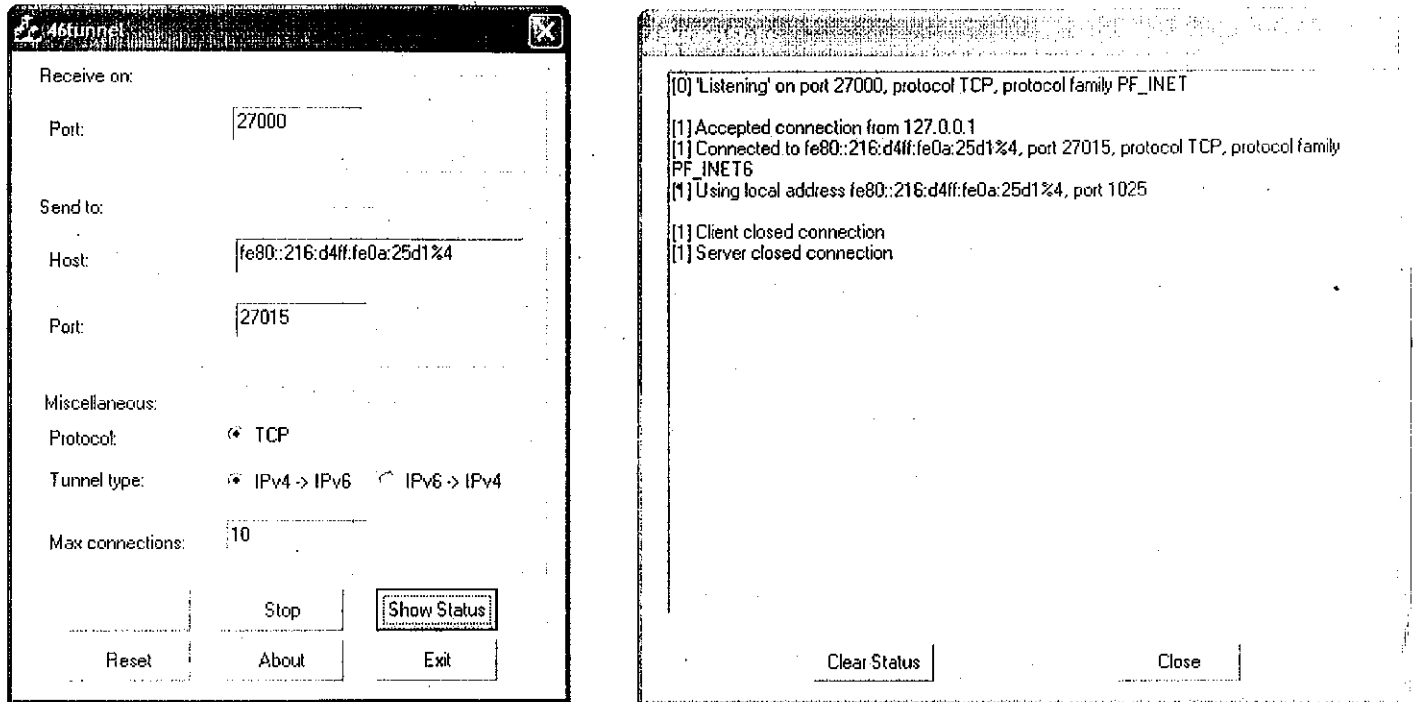 46tunnel
Receive on:
Port: 27000
Send to:
Host: fe80::216:d4ff:fe0a:25d1%4
Port: 27015
Miscellaneous:
Protocol: TCP
Tunnel type: IPv4 -> IPv6 IPv6 -> IPv4
Max connections: 10
Stop Show Status
Reset About Exit
[0] 'Listening' on port 27000, protocol TCP, protocol family PF_INET
[1] Accepted connection from 127.0.0.1
[1] Connected to fe80::216:d4ff:fe0a:25d1%4, port 27015, protocol TCP, protocol family
PF_INET6
[1] Using local address fe80::216:d4ff:fe0a:25d1%4, port 1025
[1] Client closed connection
[1] Server closed connection
Clear Status Close